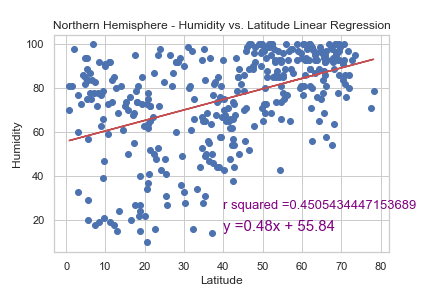 Northern Hemisphere - Humidity vs. Latitude Linear Regression
100
80
60
40
20
Humidity
r squared =0.4505434447153689
y =0.48x + 55.84
0 10 20 30 40 50 60 70 80
Latitude